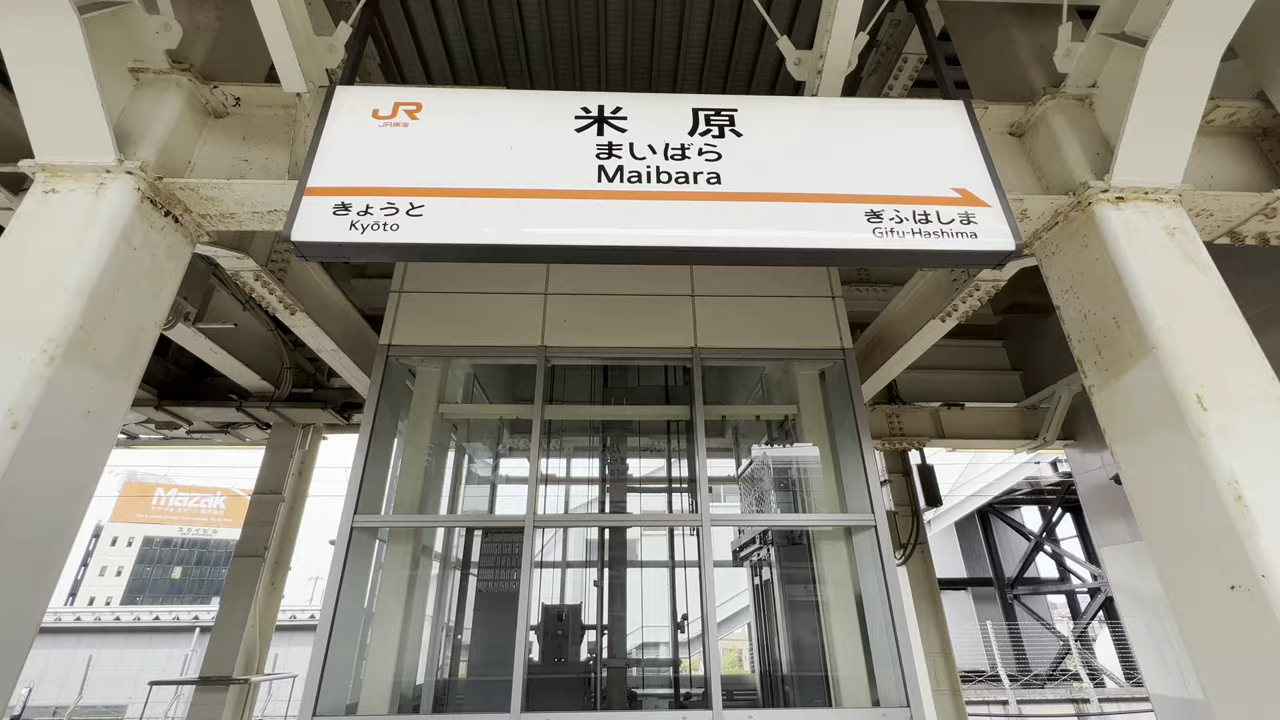 JR
JR東海
米原
まいばら
Maibara
きょうと
Kyōto
ぎふはしま
Gifu-Hashima
Mazak
スカイビル